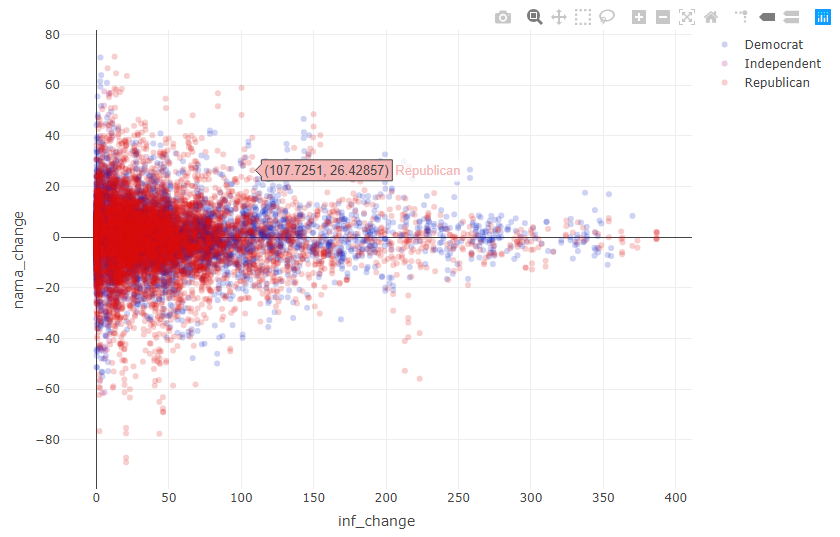 Democrat
Independent
Republican
80
60
40
20
0
−20
−40
−60
−80
nama_change
(107.7251, 26.42857) Republican
0 50 100 150 200 250 300 350 400
inf_change